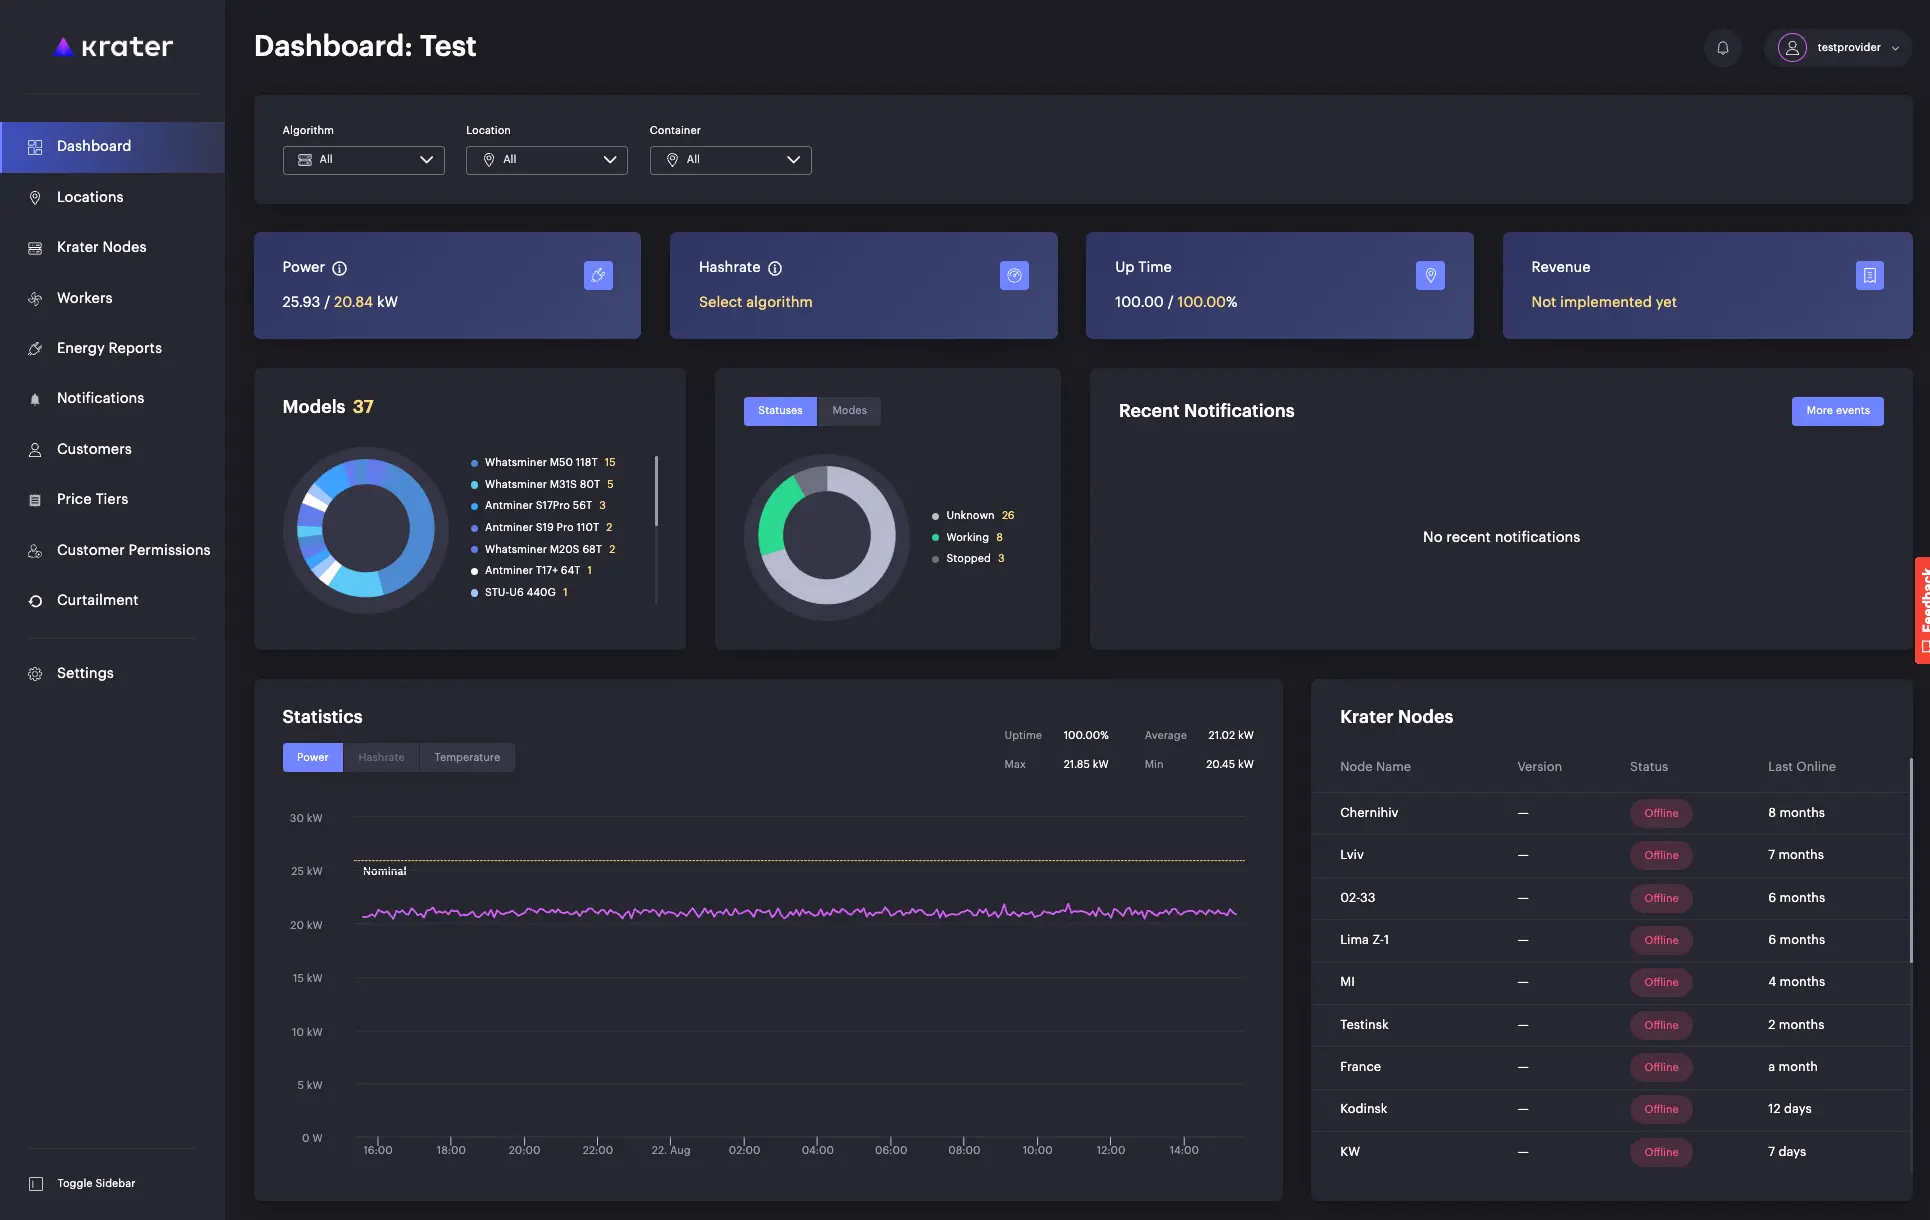 krater
Dashboard
Locations
Krater Nodes
Workers
Energy Reports
Notifications
Customers
Price Tiers
Customer Permissions
Curtailment
Settings
Toggle Sidebar
Dashboard: Test
testprovider
Algorithm
All
Location
All
Container
All
Power
25.93 / 20.84 kW
Hashrate
Select algorithm
Up Time
100.00 / 100.00%
Revenue
Not implemented yet
Models 37
Whatsminer M50 118T 15
Whatsminer M31S 80T 5
Antminer S17Pro 56T 3
Antminer S19 Pro 110T 2
Whatsminer M20S 68T 2
Antminer T17+ 64T 1
STU-U6 440G 1
Statuses
Modes
Unknown 26
Working 8
Stopped 3
Recent Notifications
More events
No recent notifications
Feedback
Statistics
Power
Hashrate
Temperature
Uptime 100.00% Average 21.02 kW
Max 21.85 kW Min 20.45 kW
30 kW
25 kW
20 kW
15 kW
10 kW
5 kW
0 W
Nominal
16:00 18:00 20:00 22:00 22. Aug 02:00 04:00 06:00 08:00 10:00 12:00 14:00
Krater Nodes
Node Name Version Status Last Online
Chernihiv — Offline 8 months
Lviv — Offline 7 months
02-33 — Offline 6 months
Lima Z-1 — Offline 6 months
MI — Offline 4 months
Testinsk — Offline 2 months
France — Offline a month
Kodinsk — Offline 12 days
KW — Offline 7 days